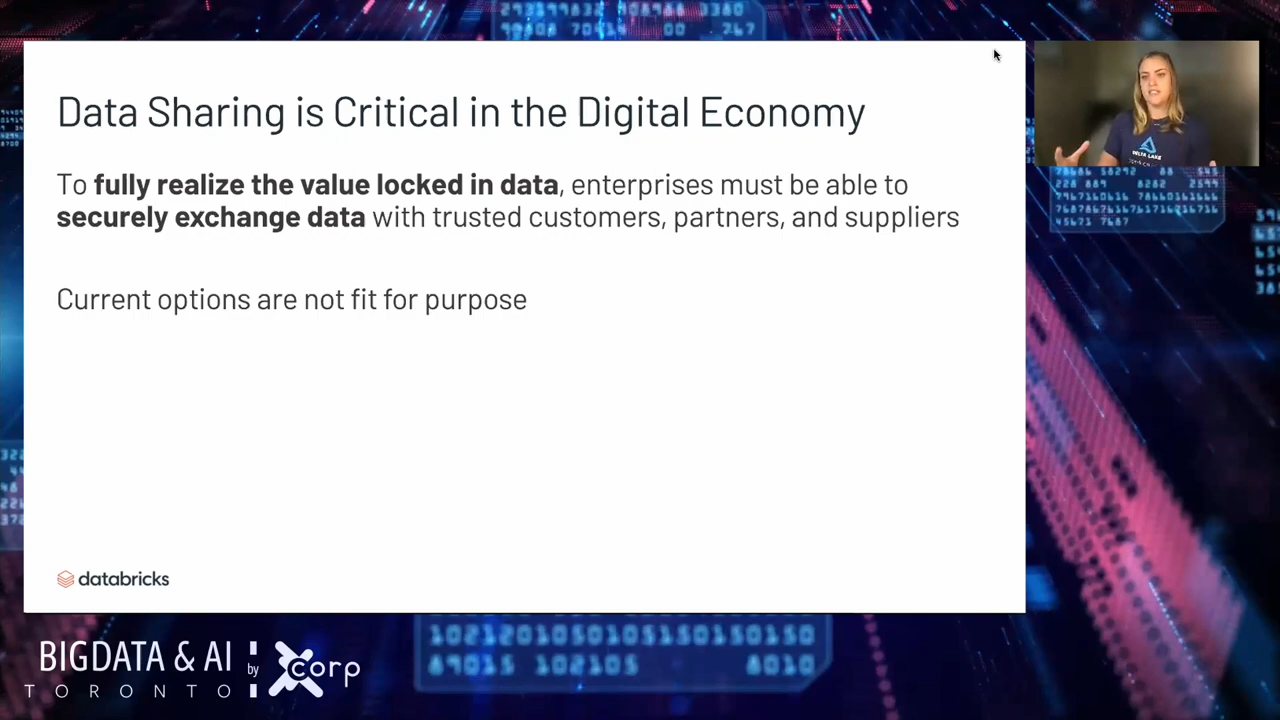 Data Sharing is Critical in the Digital Economy
To fully realize the value locked in data, enterprises must be able to
securely exchange data with trusted customers, partners, and suppliers
Current options are not fit for purpose
databricks
DELTA LAKE
BIGDATA & AI
TORONTO
by
corp